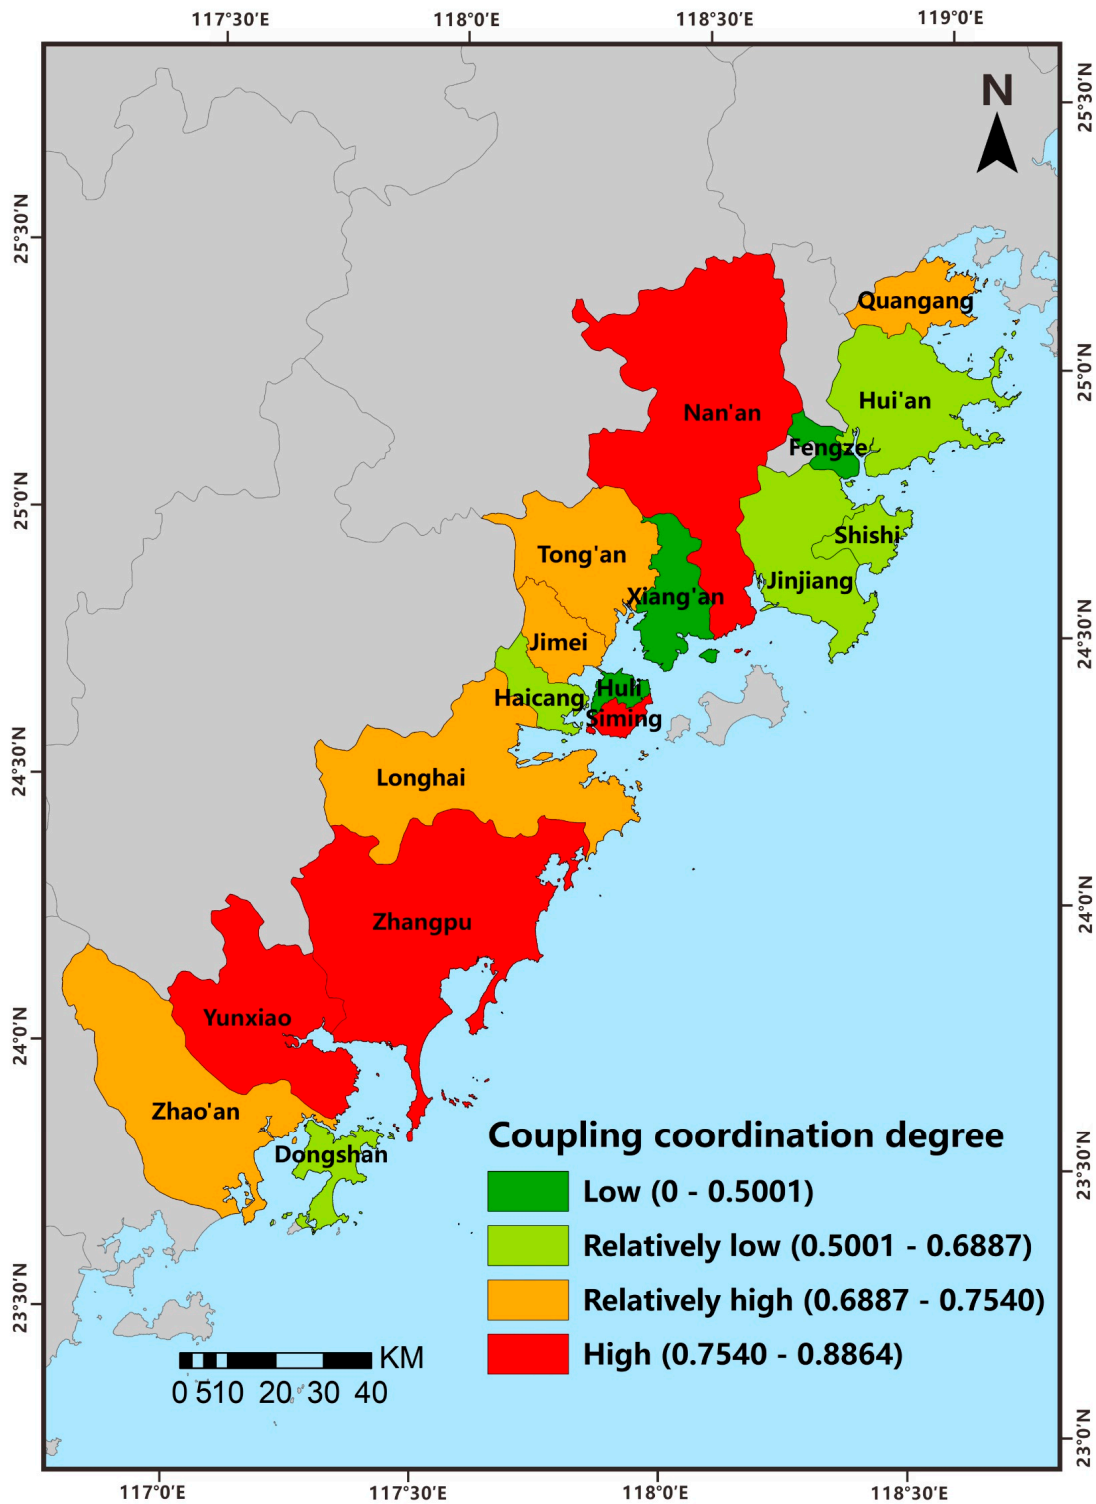 117°30′E 118°0′E 118°30′E 119°0′E
N
25°30′N
25°30′N
Quangang
25°0′N
Hui'an
Nan'an
Fengze
25°0′N
Shishi
Tong'an
Jinjiang
Xiang'an
24°30′N
Jimei
Huli
Haicang
Siming
24°30′N
Longhai
24°0′N
Zhangpu
Yunxiao
24°0′N
Zhao'an
Dongshan
23°30′N
Coupling coordination degree
Low (0 - 0.5001)
Relatively low (0.5001 - 0.6887)
Relatively high (0.6887 - 0.7540)
High (0.7540 - 0.8864)
23°30′N
KM
0 510 20 30 40
23°0′N
117°0′E 117°30′E 118°0′E 118°30′E